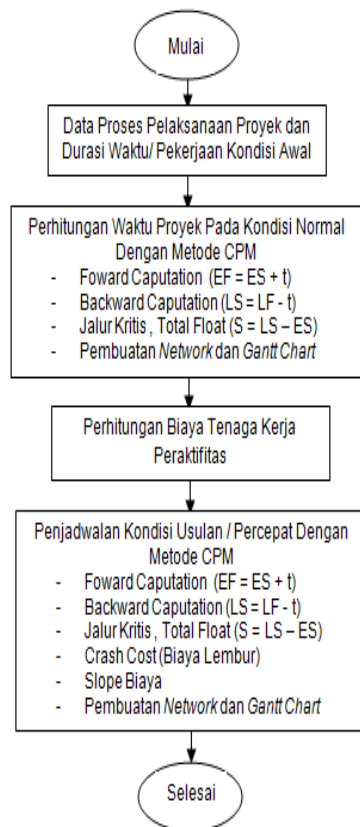 Mulai
Data Proses Pelaksanaan Proyek dan
Durasi Waktu/ Pekerjaan Kondisi Awal
Perhitungan Waktu Proyek Pada Kondisi Normal
Dengan Metode CPM
- Foward Caputation (EF = ES + t)
- Backward Caputation (LS = LF - t)
- Jalur Kritis , Total Float (S = LS – ES)
- Pembuatan Network dan Gantt Chart
Perhitungan Biaya Tenaga Kerja
Peraktifitas
Penjadwalan Kondisi Usulan / Percepat Dengan
Metode CPM
- Foward Caputation (EF = ES + t)
- Backward Caputation (LS = LF - t)
- Jalur Kritis , Total Float (S = LS – ES)
- Crash Cost (Biaya Lembur)
- Slope Biaya
- Pembuatan Network dan Gantt Chart
Selesai